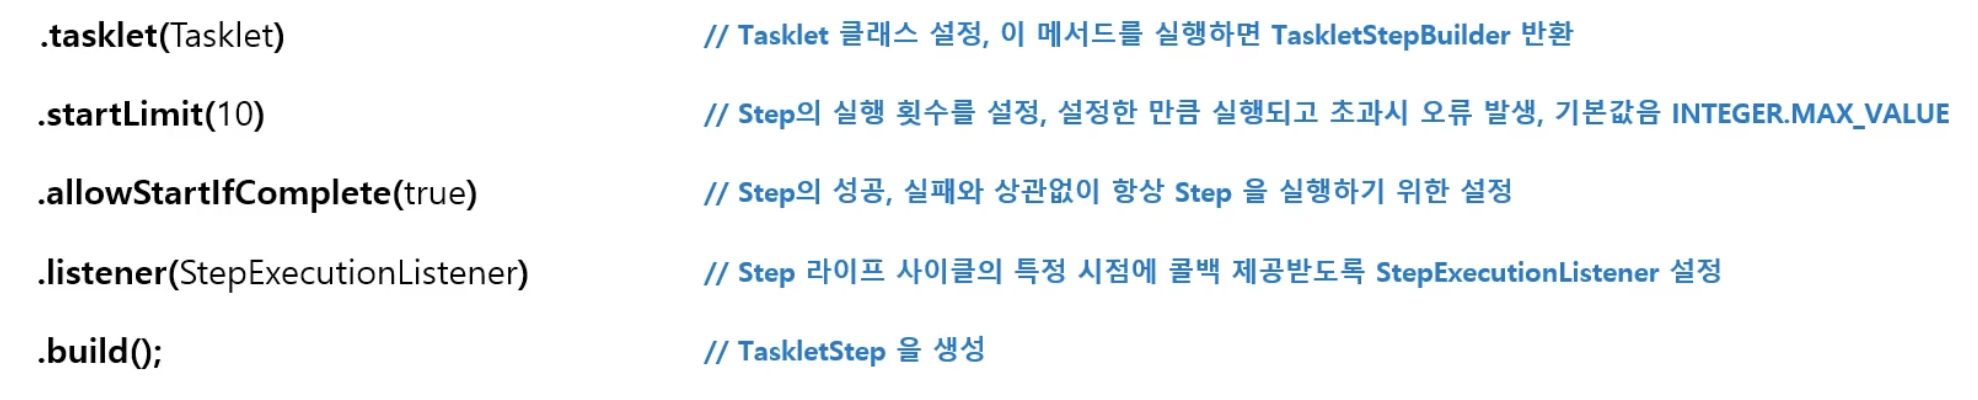 .tasklet(Tasklet) // Tasklet 클래스 설정, 이 메서드를 실행하면 TaskletStepBuilder 반환
.startLimit(10) // Step의 실행 횟수를 설정, 설정한 만큼 실행되고 초과시 오류 발생, 기본값음 INTEGER.MAX_VALUE
.allowStartIfComplete(true) // Step의 성공, 실패와 상관없이 항상 Step 을 실행하기 위한 설정
.listener(StepExecutionListener) // Step 라이프 사이클의 특정 시점에 콜백 제공받도록 StepExecutionListener 설정
.build(); // TaskletStep 을 생성